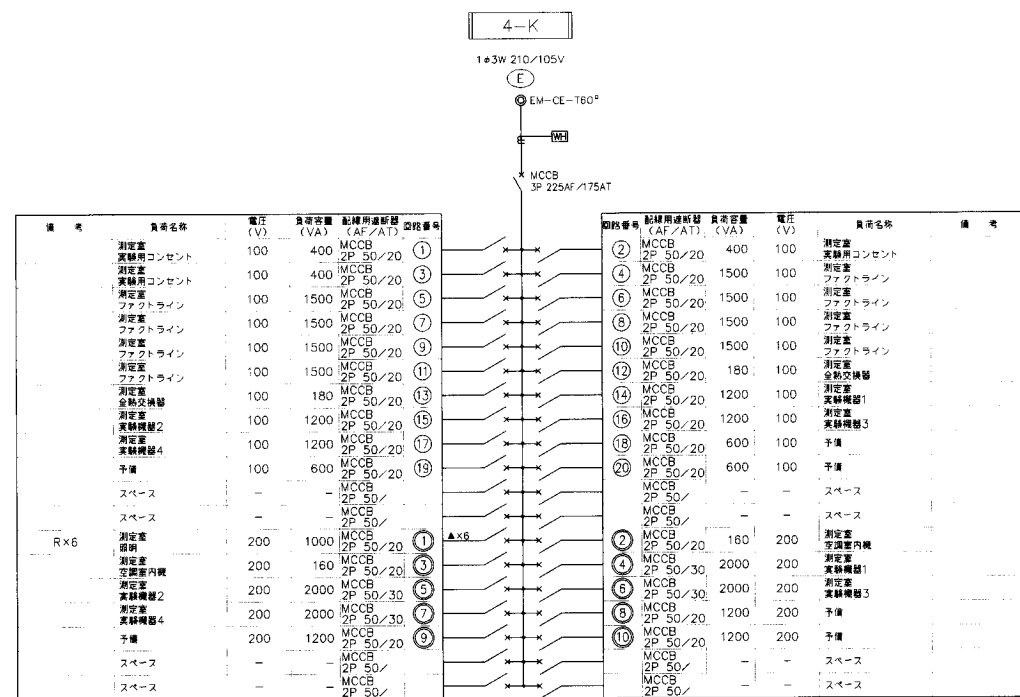 4-K
1φ3W 210/105V
E
EM-CE-T60°
WH
MCCB
3P 225AF/175AT
備 考 負荷名称 電圧(V) 負荷容量(VA) 配線用遮断器(AF/AT) 回路番号
測定室 実験用コンセント 100 400 MCCB 2P 50/20 1
測定室 実験用コンセント 100 400 MCCB 2P 50/20 3
測定室 ファクトライン 100 1500 MCCB 2P 50/20 5
測定室 ファクトライン 100 1500 MCCB 2P 50/20 7
測定室 ファクトライン 100 1500 MCCB 2P 50/20 9
測定室 ファクトライン 100 1500 MCCB 2P 50/20 11
測定室 全熱交換器 100 180 MCCB 2P 50/20 13
測定室 実験機器2 100 1200 MCCB 2P 50/20 15
測定室 実験機器4 100 1200 MCCB 2P 50/20 17
予備 100 600 MCCB 2P 50/20 19
スペース - - MCCB 2P 50/
スペース - - MCCB 2P 50/
R×6 測定室 照明 200 1000 MCCB 2P 50/20 1 ▲×6
測定室 空調室内機 200 160 MCCB 2P 50/20 3
測定室 実験機器2 200 2000 MCCB 2P 50/30 5
測定室 実験機器4 200 2000 MCCB 2P 50/30 7
予備 200 1200 MCCB 2P 50/20 9
スペース - - MCCB 2P 50/
スペース - - MCCB 2P 50/
回路番号 配線用遮断器(AF/AT) 負荷容量(VA) 電圧(V) 負荷名称 備 考
2 MCCB 2P 50/20 400 100 測定室 実験用コンセント
4 MCCB 2P 50/20 1500 100 測定室 ファクトライン
6 MCCB 2P 50/20 1500 100 測定室 ファクトライン
8 MCCB 2P 50/20 1500 100 測定室 ファクトライン
10 MCCB 2P 50/20 1500 100 測定室 ファクトライン
12 MCCB 2P 50/20 180 100 測定室 全熱交換器
14 MCCB 2P 50/20 1200 100 測定室 実験機器1
16 MCCB 2P 50/20 1200 100 測定室 実験機器3
18 MCCB 2P 50/20 600 100 予備
20 MCCB 2P 50/20 600 100 予備
MCCB 2P 50/ - - スペース
MCCB 2P 50/ - - スペース
2 MCCB 2P 50/20 160 200 測定室 空調室内機
4 MCCB 2P 50/30 2000 200 測定室 実験機器1
6 MCCB 2P 50/30 2000 200 測定室 実験機器3
8 MCCB 2P 50/20 1200 200 予備
10 MCCB 2P 50/20 1200 200 予備
MCCB 2P 50/ - - スペース
MCCB 2P 50/ - - スペース